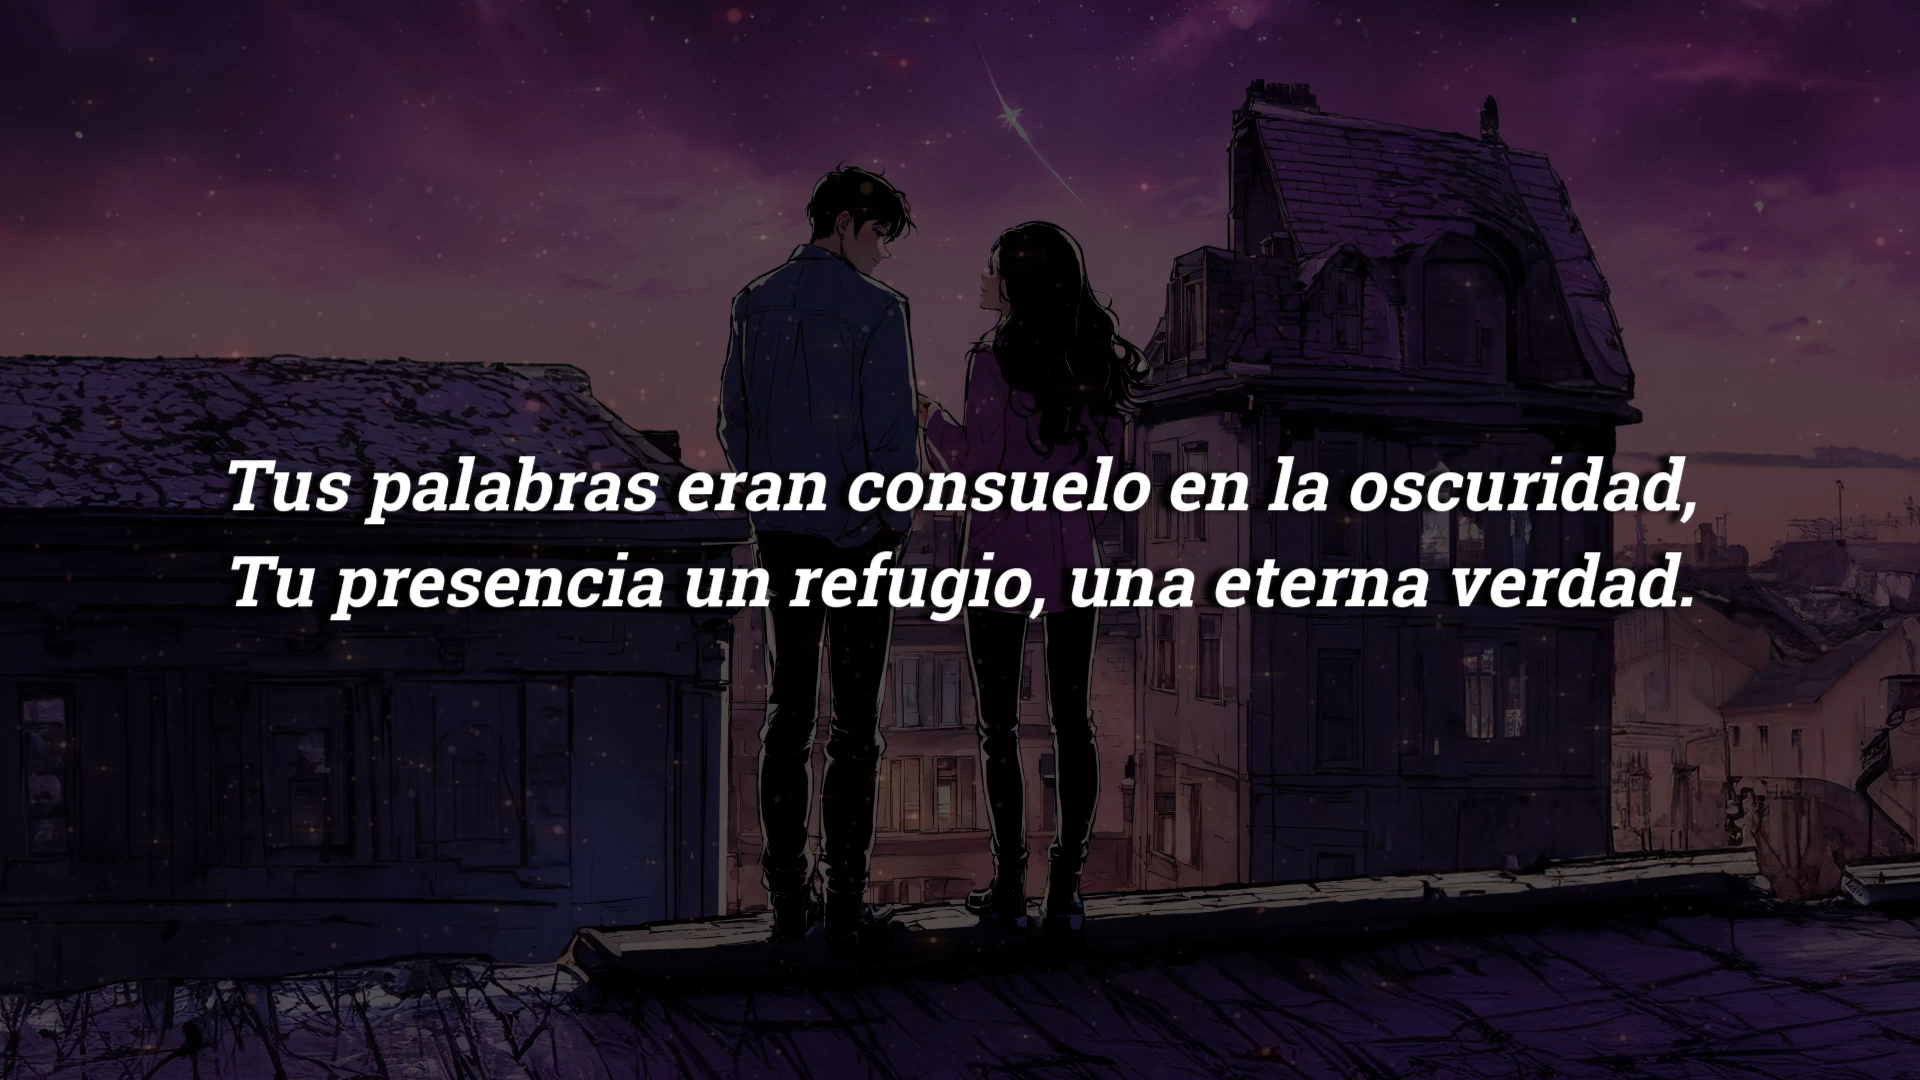 Tus palabras eran consuelo en la oscuridad,
Tu presencia un refugio, una eterna verdad.